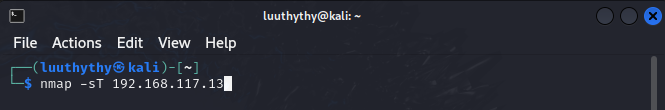 luuthythy@kali: ~
File Actions Edit View Help
(luuthythy㉿kali)-[~]
$ nmap -sT 192.168.117.13